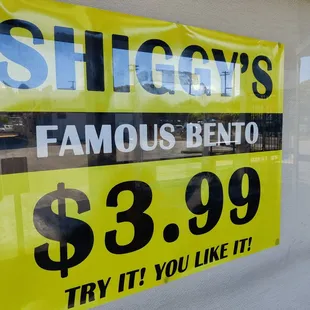 SHIGGY'S
FAMOUS BENTO
$3.99
TRY IT! YOU LIKE IT!